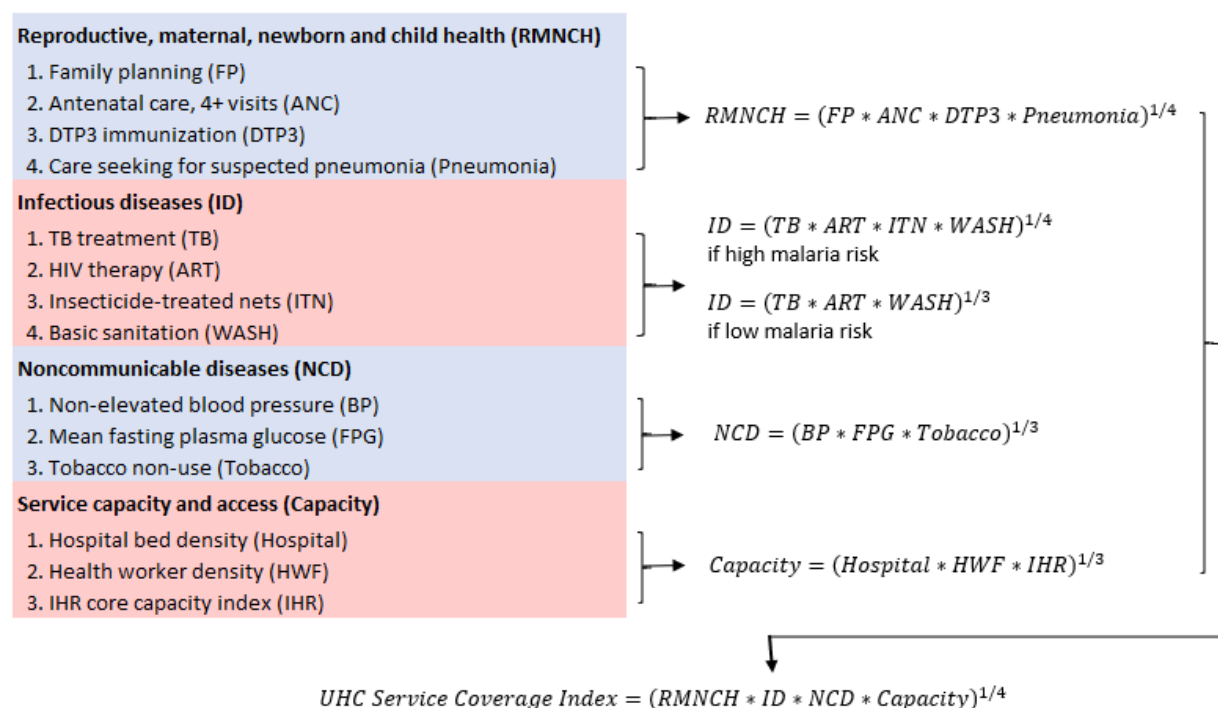 Reproductive, maternal, newborn and child health (RMNCH)
1. Family planning (FP)
2. Antenatal care, 4+ visits (ANC)
3. DTP3 immunization (DTP3)
4. Care seeking for suspected pneumonia (Pneumonia)
RMNCH = (FP * ANC * DTP3 * Pneumonia)^{1/4}
Infectious diseases (ID)
1. TB treatment (TB)
2. HIV therapy (ART)
3. Insecticide-treated nets (ITN)
4. Basic sanitation (WASH)
ID = (TB * ART * ITN * WASH)^{1/4}
if high malaria risk
ID = (TB * ART * WASH)^{1/3}
if low malaria risk
Noncommunicable diseases (NCD)
1. Non-elevated blood pressure (BP)
2. Mean fasting plasma glucose (FPG)
3. Tobacco non-use (Tobacco)
NCD = (BP * FPG * Tobacco)^{1/3}
Service capacity and access (Capacity)
1. Hospital bed density (Hospital)
2. Health worker density (HWF)
3. IHR core capacity index (IHR)
Capacity = (Hospital * HWF * IHR)^{1/3}
UHC Service Coverage Index = (RMNCH * ID * NCD * Capacity)^{1/4}